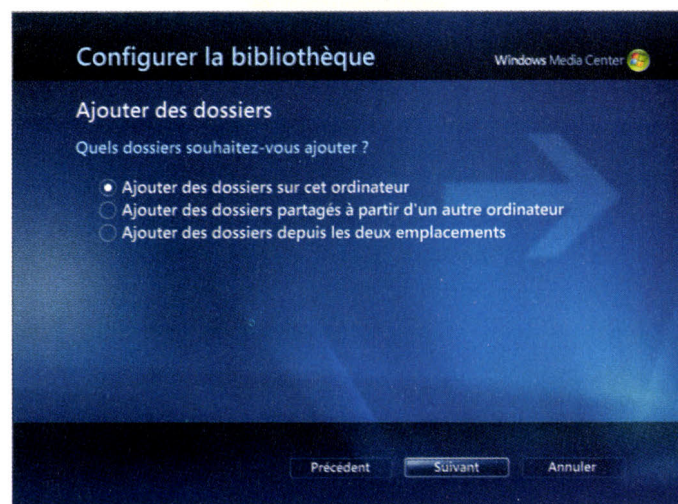 Configurer la bibliothèque
Windows Media Center
Ajouter des dossiers
Quels dossiers souhaitez-vous ajouter ?
Ajouter des dossiers sur cet ordinateur
Ajouter des dossiers partagés à partir d'un autre ordinateur
Ajouter des dossiers depuis les deux emplacements
Précédent
Suivant
Annuler